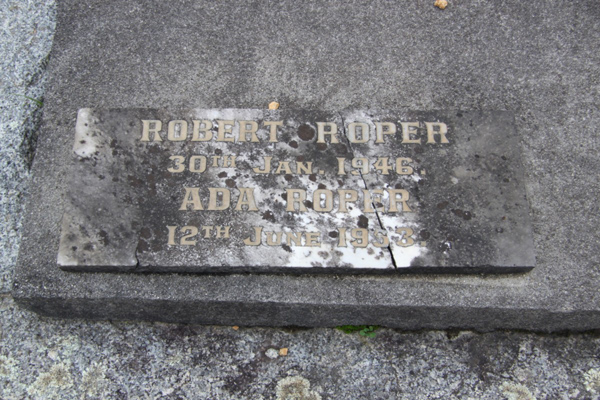 ROBERT ROPER
30TH JAN. 1946.
ADA ROPER
12TH JUNE 1953.